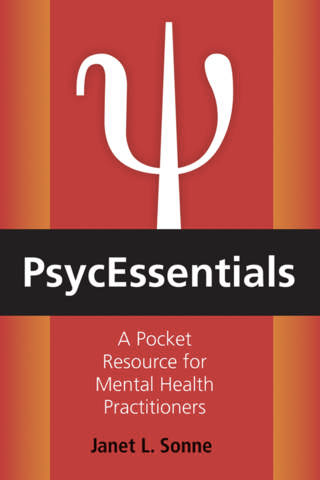 ψ
PsycEssentials
A Pocket
Resource for
Mental Health
Practitioners
Janet L. Sonne